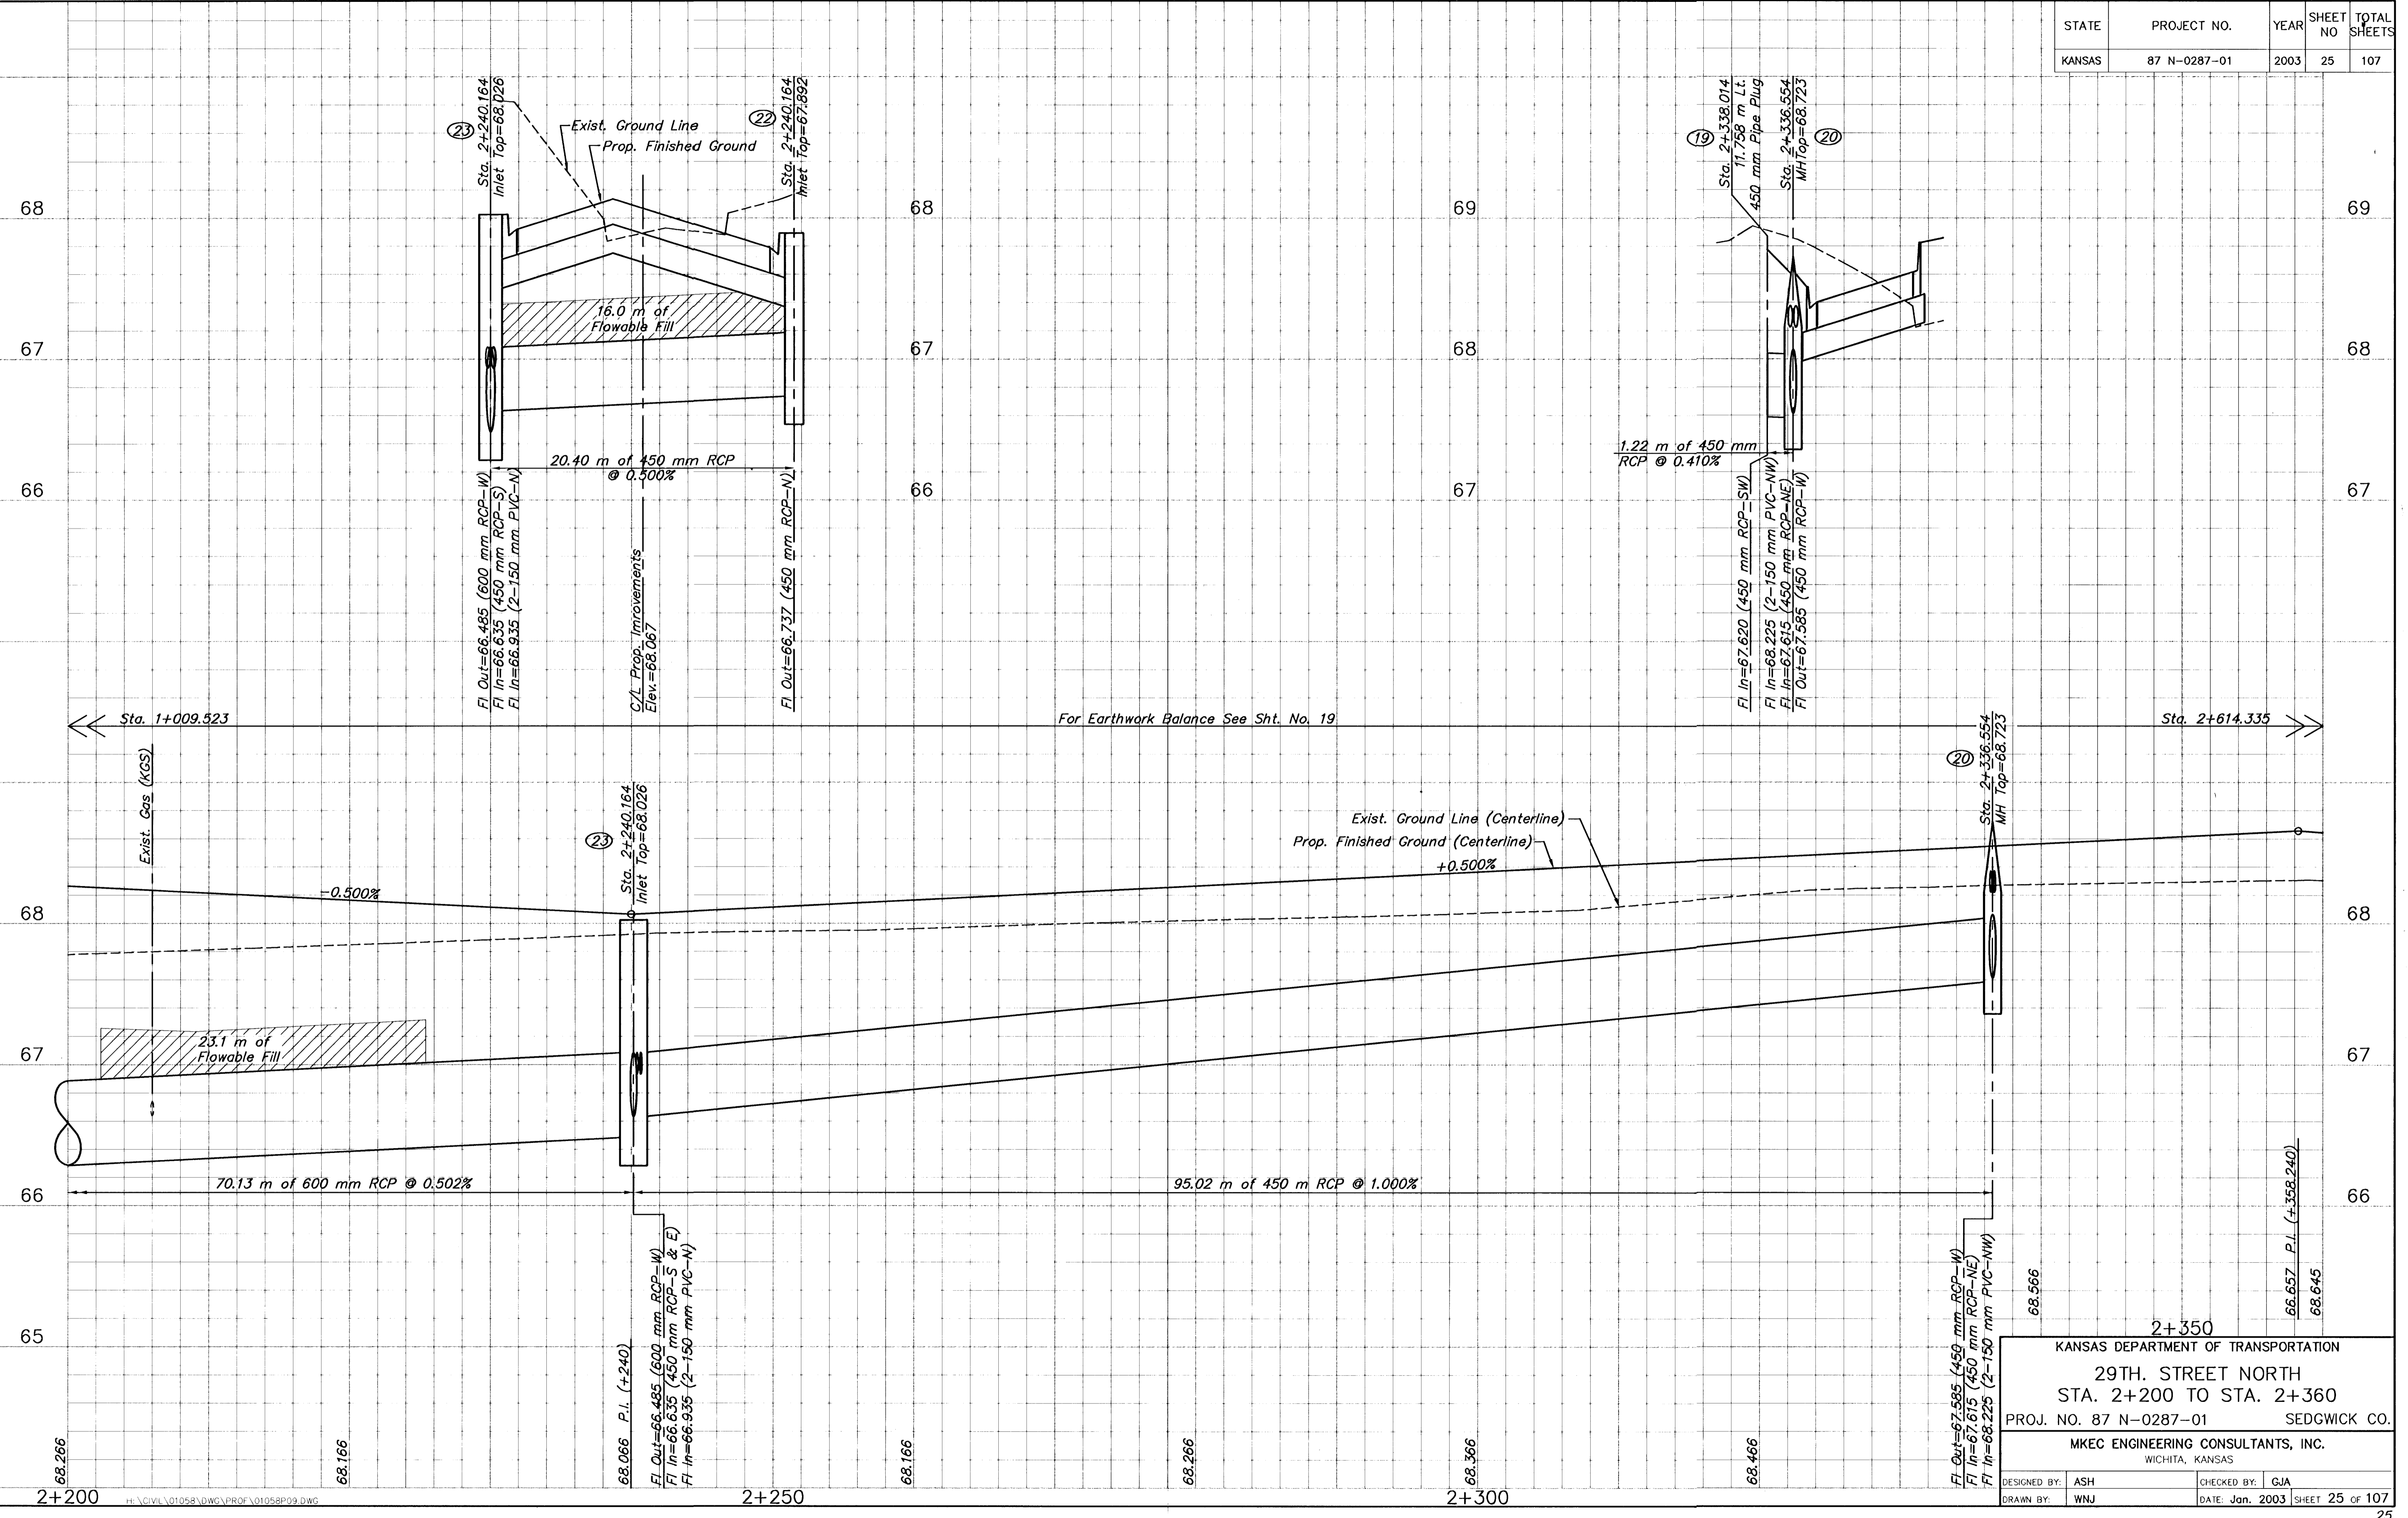 STATE
PROJECT NO.
YEAR
SHEET NO
TOTAL SHEETS
KANSAS
87 N-0287-01
2003
25
107
23
Sta. 2+240.164
Inlet Top=68.026
Exist. Ground Line
Prop. Finished Ground
22
Sta. 2+240.164
Inlet Top=67.892
19
Sta. 2+338.014
11.758 m Lt.
450 mm Pipe Plug
Sta. 2+336.554
MHTop=68.723
20
68
68
69
69
16.0 m of
Flowable Fill
67
67
68
68
20.40 m of 450 mm RCP
@ 0.500%
1.22 m of 450 mm
RCP @ 0.410%
66
66
67
67
Fl Out=66.485 (600 mm RCP-W)
Fl In=66.635 (450 mm RCP-S)
Fl In=66.935 (2-150 mm PVC-N)
C/L Prop. Imrovements
Elev.=68.067
Fl Out=66.737 (450 mm RCP-N)
Fl In=67.620 (450 mm RCP-SW)
Fl In=68.225 (2-150 mm PVC-NW)
Fl In=67.615 (450 mm RCP-NE)
Fl Out=67.585 (450 mm RCP-W)
Sta. 1+009.523
For Earthwork Balance See Sht. No. 19
Sta. 2+614.335
Exist. Gas (KGS)
23
Sta. 2+240.164
Inlet Top=68.026
20
Sta. 2+336.554
MH Top=68.723
Exist. Ground Line (Centerline)
Prop. Finished Ground (Centerline)
+0.500%
-0.500%
68
68
23.1 m of
Flowable Fill
67
67
70.13 m of 600 mm RCP @ 0.502%
95.02 m of 450 m RCP @ 1.000%
66
66
Fl Out=66.485 (600 mm RCP-W)
Fl In=66.635 (450 mm RCP-S & E)
Fl In=66.935 (2-150 mm PVC-N)
Fl Out=67.585 (450 mm RCP-W)
Fl In=67.615 (450 mm RCP-NE)
Fl In=68.225 (2-150 mm PVC-NW)
65
68.266
68.166
68.066 P.I. (+240)
68.166
68.266
68.366
68.466
68.566
66.657 P.I. (+358.240)
68.645
2+200
2+250
2+300
2+350
H:\CIVIL\01058\DWG\PROF\01058P09.DWG
KANSAS DEPARTMENT OF TRANSPORTATION
29TH. STREET NORTH
STA. 2+200 TO STA. 2+360
PROJ. NO. 87 N-0287-01 SEDGWICK CO.
MKEC ENGINEERING CONSULTANTS, INC.
WICHITA, KANSAS
DESIGNED BY: ASH CHECKED BY: GJA
DRAWN BY: WNJ DATE: Jan. 2003 SHEET 25 OF 107
25